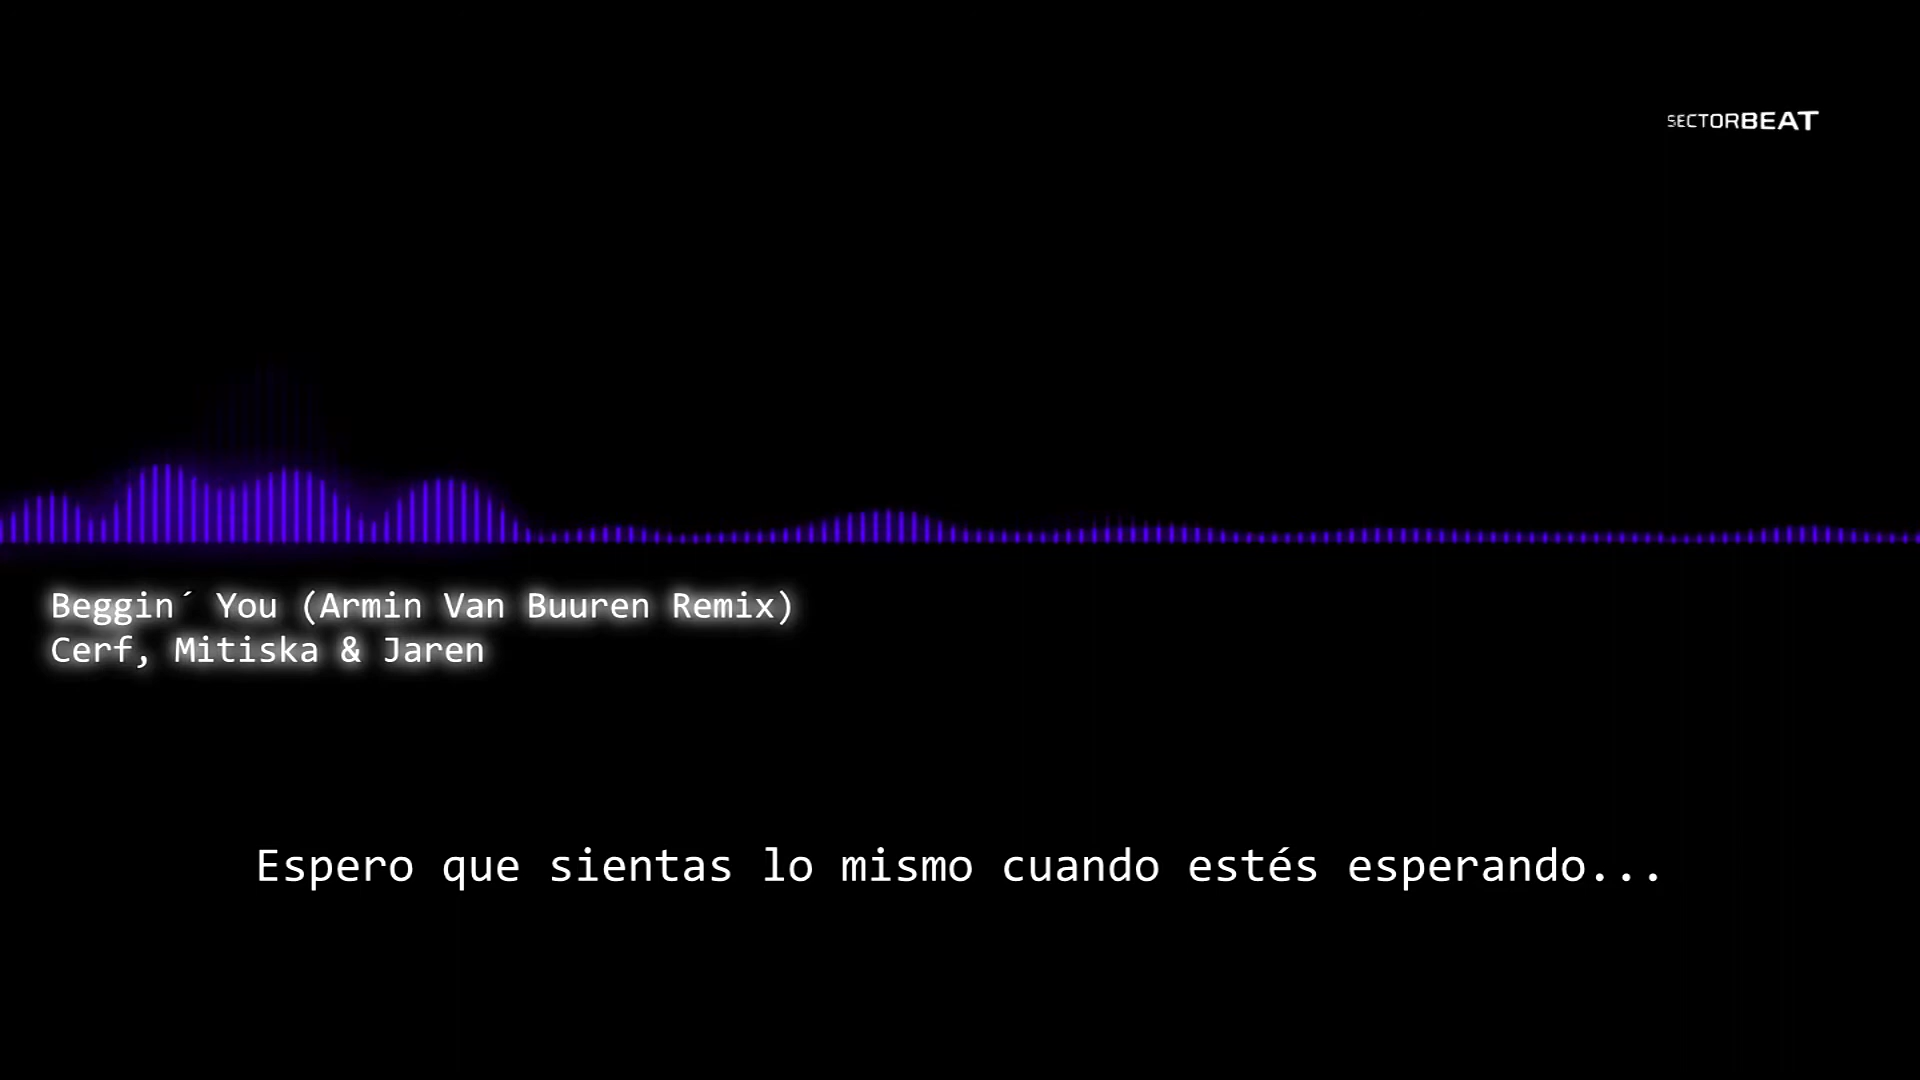 SECTORBEAT
Beggin´ You (Armin Van Buuren Remix)
Cerf, Mitiska & Jaren
Espero que sientas lo mismo cuando estés esperando...